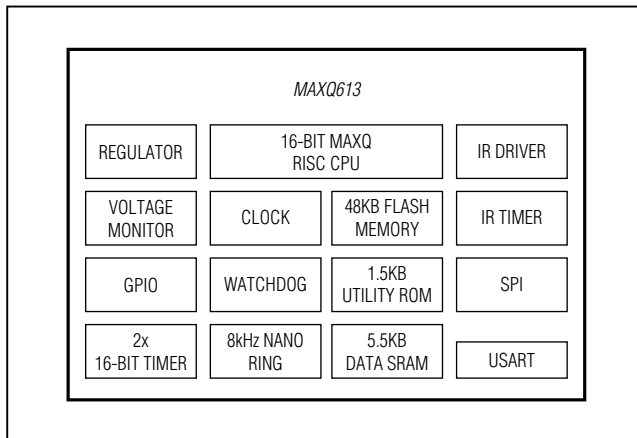 MAXQ613
REGULATOR
16-BIT MAXQ
RISC CPU
IR DRIVER
VOLTAGE
MONITOR
CLOCK
48KB FLASH
MEMORY
IR TIMER
GPIO
WATCHDOG
1.5KB
UTILITY ROM
SPI
2x
16-BIT TIMER
8kHz NANO
RING
5.5KB
DATA SRAM
USART